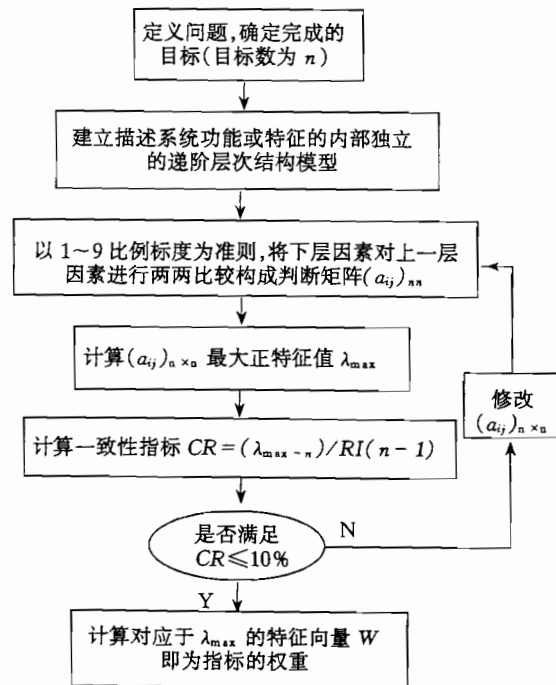 定义问题,确定完成的
目标(目标数为 n)
建立描述系统功能或特征的内部独立
的递阶层次结构模型
以 1~9 比例标度为准则,将下层因素对上一层
因素进行两两比较构成判断矩阵(aij)nn
计算(aij)n×n 最大正特征值 λmax
修改
(aij)n×n
计算一致性指标 CR=(λmax-n)/RI(n-1)
是否满足
CR≤10%
N
Y
计算对应于 λmax 的特征向量 W
即为指标的权重